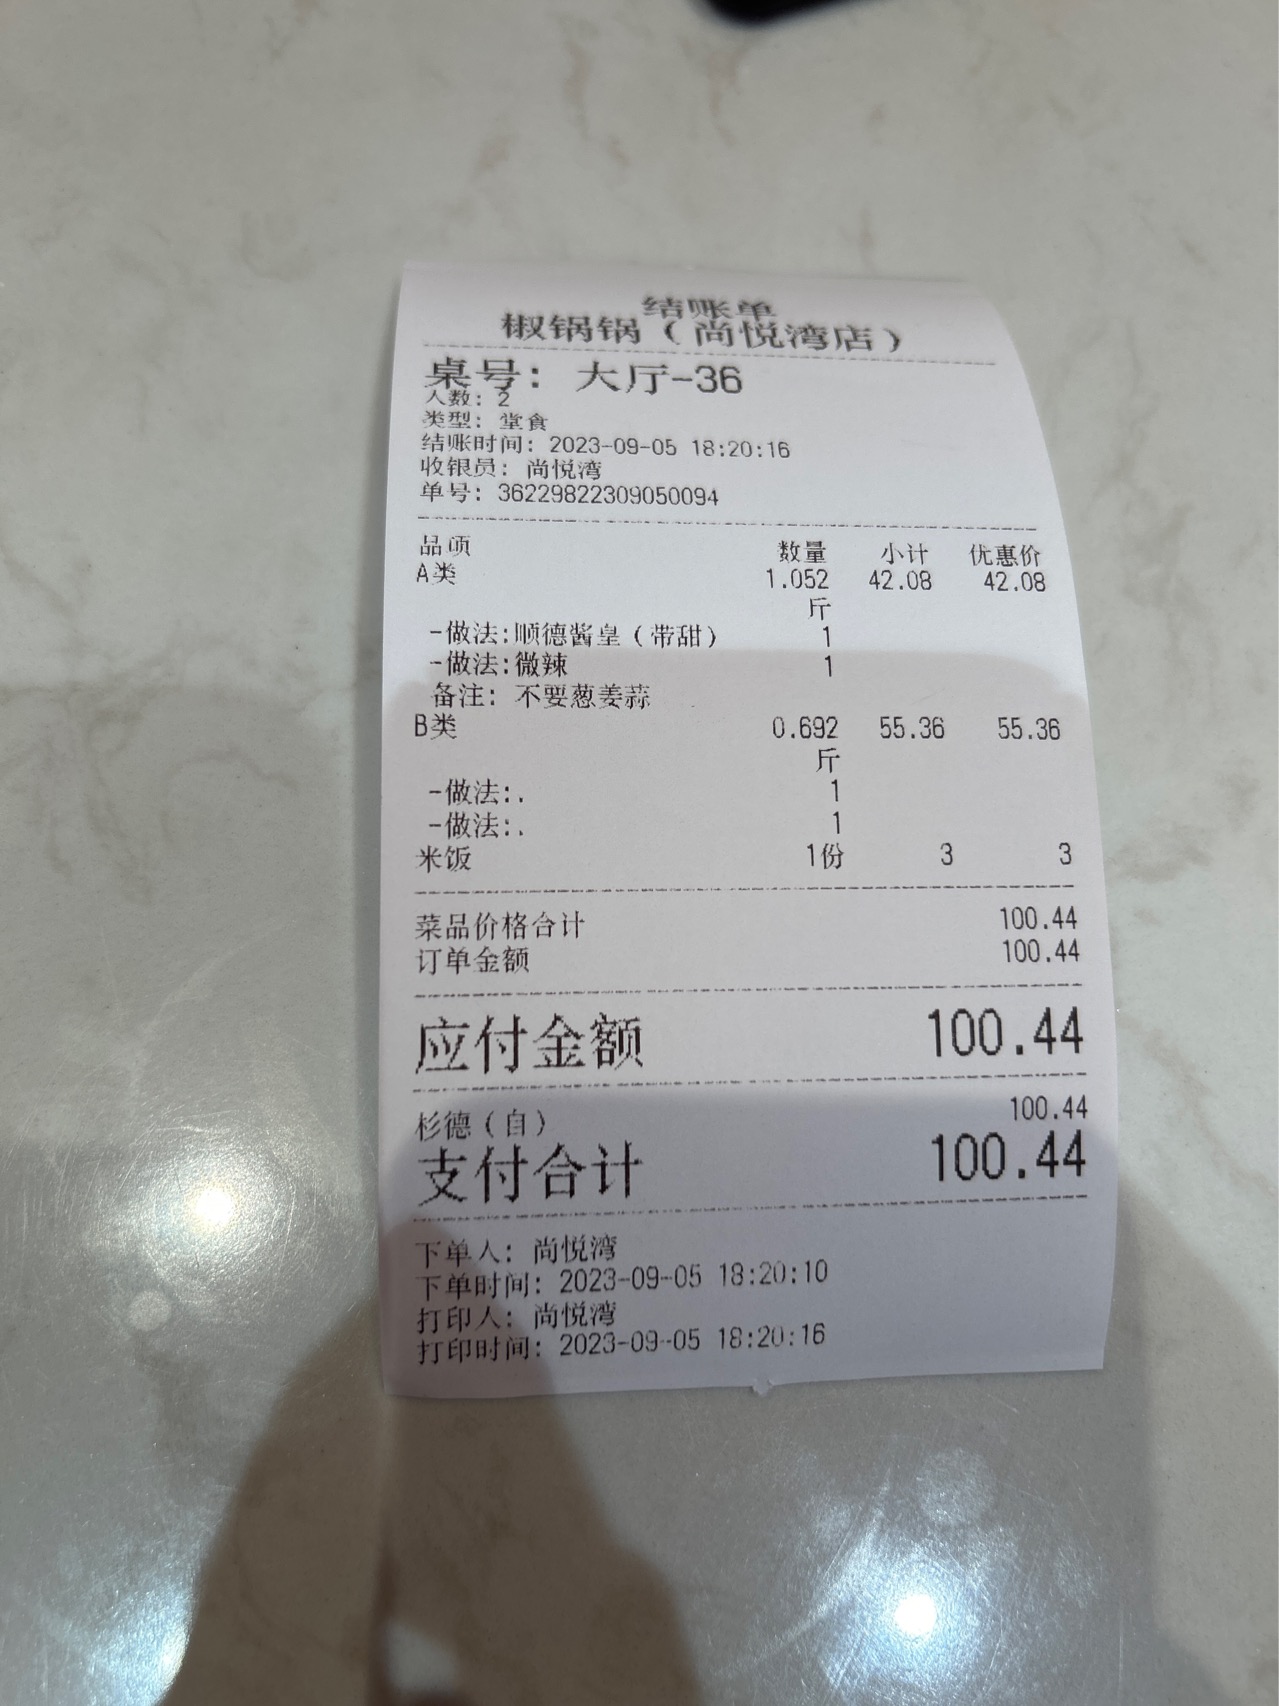 结账单
椒锅锅（尚悦湾店）
桌号：大厅-36
人数：2
类型：堂食
结账时间：2023-09-05 18:20:16
收银员：尚悦湾
单号：36229822309050094
品项 数量 小计 优惠价
A类 1.052 42.08 42.08
斤
-做法:顺德酱皇（带甜） 1
-做法:微辣 1
备注：不要葱姜蒜
B类 0.692 55.36 55.36
斤
-做法:. 1
-做法:. 1
米饭 1份 3 3
菜品价格合计 100.44
订单金额 100.44
应付金额 100.44
杉德（自） 100.44
支付合计 100.44
下单人：尚悦湾
下单时间：2023-09-05 18:20:10
打印人：尚悦湾
打印时间：2023-09-05 18:20:16